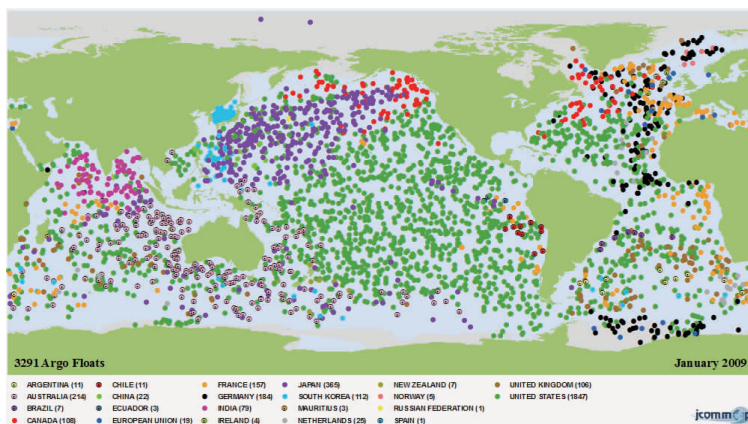 3291 Argo Floats
January 2009
ARGENTINA (11) CHILE (11) FRANCE (157) JAPAN (365) NEW ZEALAND (7) UNITED KINGDOM (106)
AUSTRALIA (214) CHINA (22) GERMANY (184) SOUTH KOREA (112) NORWAY (5) UNITED STATES (1847)
BRAZIL (7) ECUADOR (3) INDIA (79) MAURITIUS (3) RUSSIAN FEDERATION (1)
CANADA (108) EUROPEAN UNION (19) IRELAND (4) NETHERLANDS (25) SPAIN (1)
jcommop